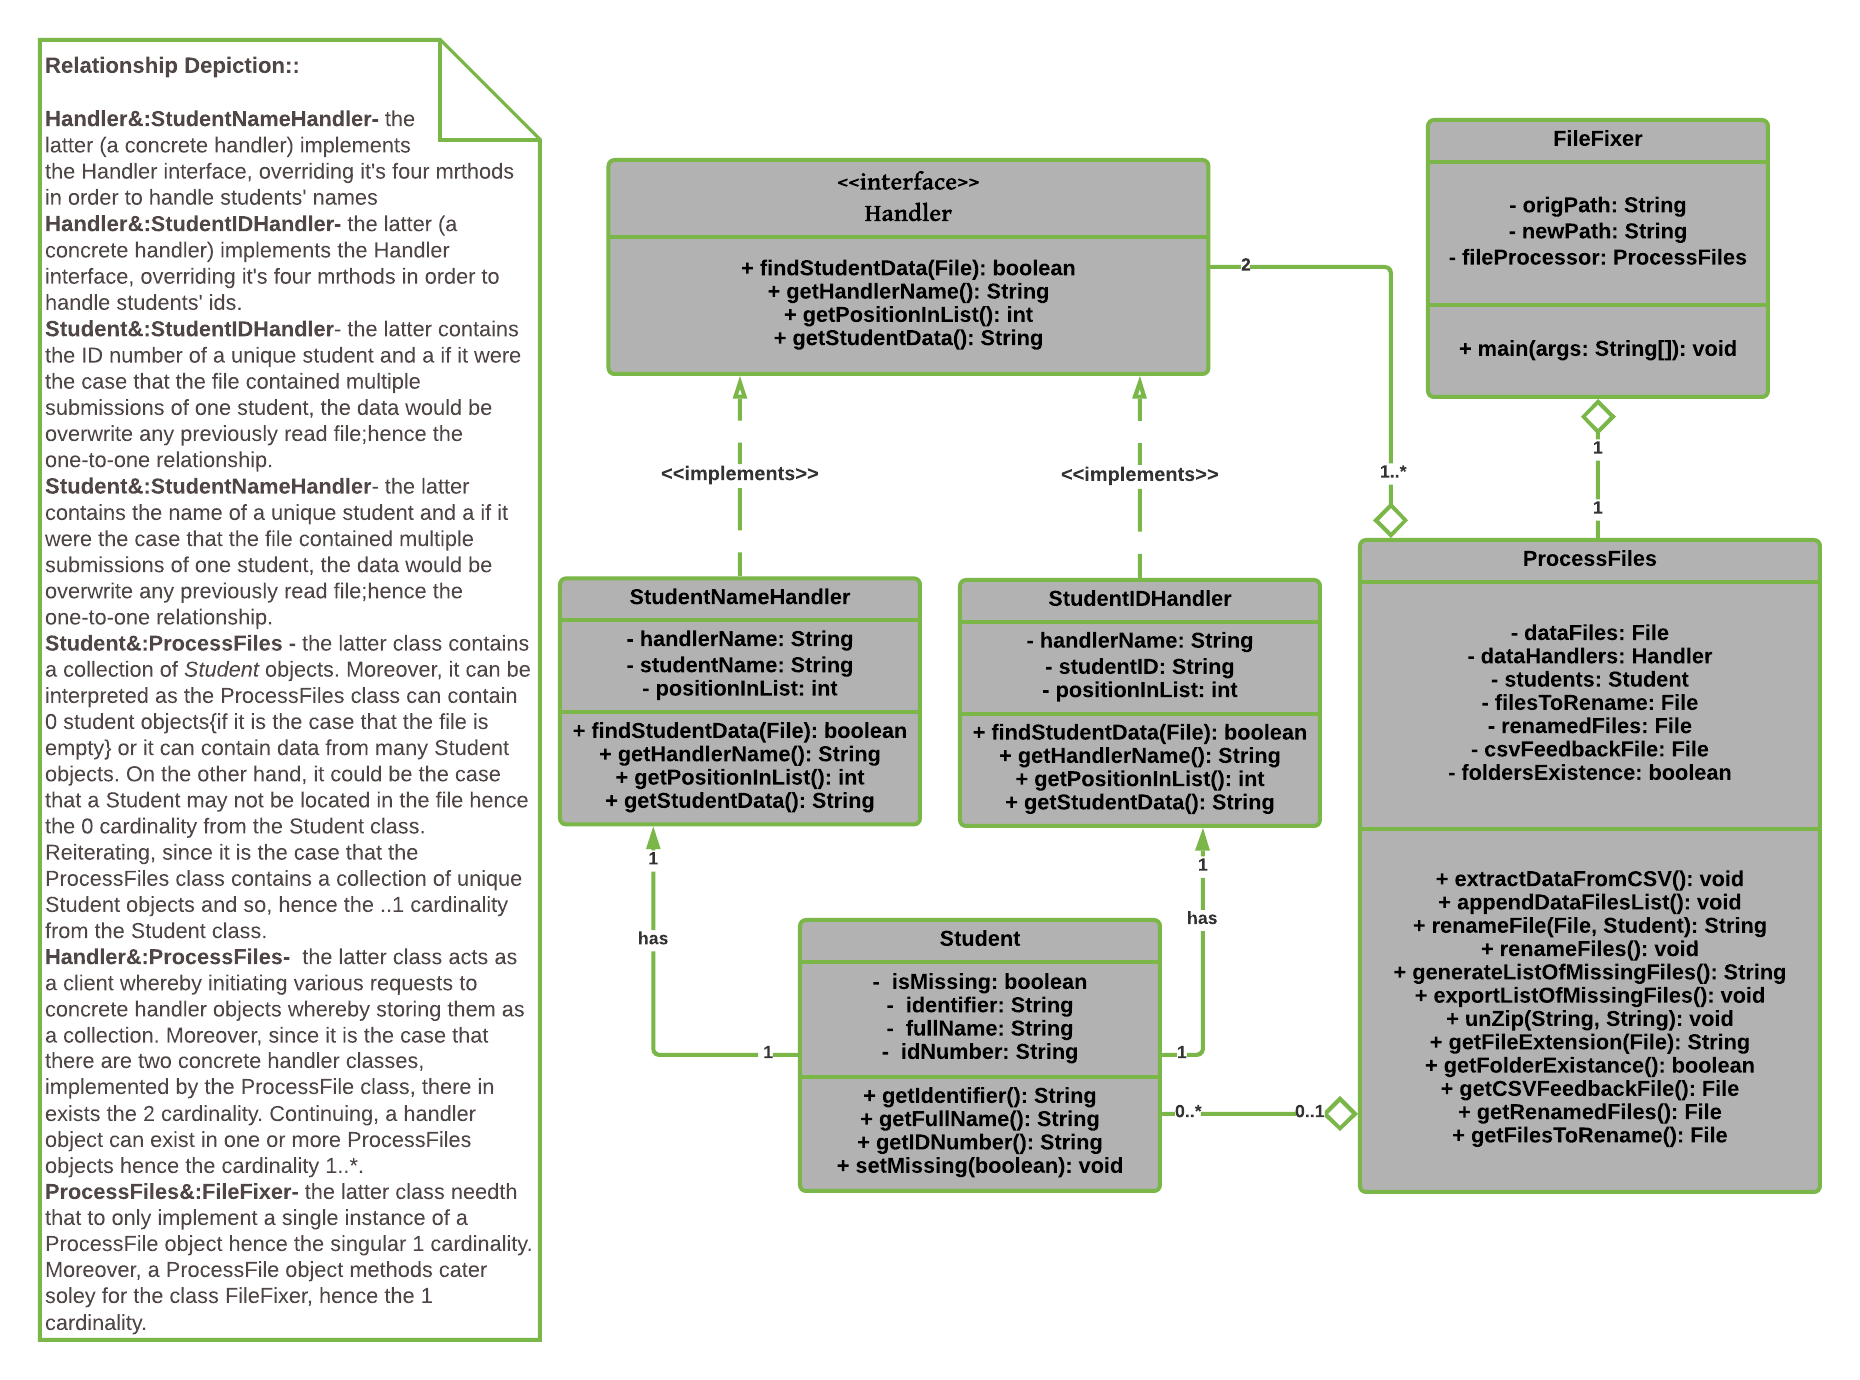 Relationship Depiction::
Handler&:StudentNameHandler- the
latter (a concrete handler) implements
the Handler interface, overriding it's four mrthods
in order to handle students' names
Handler&:StudentIDHandler- the latter (a
concrete handler) implements the Handler
interface, overriding it's four mrthods in order to
handle students' ids.
Student&:StudentIDHandler- the latter contains
the ID number of a unique student and a if it were
the case that the file contained multiple
submissions of one student, the data would be
overwrite any previously read file;hence the
one-to-one relationship.
Student&:StudentNameHandler- the latter
contains the name of a unique student and a if it
were the case that the file contained multiple
submissions of one student, the data would be
overwrite any previously read file;hence the
one-to-one relationship.
Student&:ProcessFiles - the latter class contains
a collection of Student objects. Moreover, it can be
interpreted as the ProcessFiles class can contain
0 student objects{if it is the case that the file is
empty} or it can contain data from many Student
objects. On the other hand, it could be the case
that a Student may not be located in the file hence
the 0 cardinality from the Student class.
Reiterating, since it is the case that the
ProcessFiles class contains a collection of unique
Student objects and so, hence the ..1 cardinality
from the Student class.
Handler&:ProcessFiles-  the latter class acts as
a client whereby initiating various requests to
concrete handler objects whereby storing them as
a collection. Moreover, since it is the case that
there are two concrete handler classes,
implemented by the ProcessFile class, there in
exists the 2 cardinality. Continuing, a handler
object can exist in one or more ProcessFiles
objects hence the cardinality 1..*.
ProcessFiles&:FileFixer- the latter class needth
that to only implement a single instance of a
ProcessFile object hence the singular 1 cardinality.
Moreover, a ProcessFile object methods cater
soley for the class FileFixer, hence the 1
cardinality.
<<interface>>
Handler
+ findStudentData(File): boolean
+ getHandlerName(): String
+ getPositionInList(): int
+ getStudentData(): String
2
1..*
FileFixer
- origPath: String
- newPath: String
- fileProcessor: ProcessFiles
+ main(args: String[]): void
1
1
<<implements>>
<<implements>>
StudentNameHandler
- handlerName: String
- studentName: String
- positionInList: int
+ findStudentData(File): boolean
+ getHandlerName(): String
+ getPositionInList(): int
+ getStudentData(): String
StudentIDHandler
- handlerName: String
- studentID: String
- positionInList: int
+ findStudentData(File): boolean
+ getHandlerName(): String
+ getPositionInList(): int
+ getStudentData(): String
ProcessFiles
- dataFiles: File
- dataHandlers: Handler
- students: Student
- filesToRename: File
- renamedFiles: File
- csvFeedbackFile: File
- foldersExistence: boolean
+ extractDataFromCSV(): void
+ appendDataFilesList(): void
+ renameFile(File, Student): String
+ renameFiles(): void
+ generateListOfMissingFiles(): String
+ exportListOfMissingFiles(): void
+ unZip(String, String): void
+ getFileExtension(File): String
+ getFolderExistance(): boolean
+ getCSVFeedbackFile(): File
+ getRenamedFiles(): File
+ getFilesToRename(): File
1
has
1
1
has
1
Student
-  isMissing: boolean
-  identifier: String
-  fullName: String
-  idNumber: String
+ getIdentifier(): String
+ getFullName(): String
+ getIDNumber(): String
+ setMissing(boolean): void
0..*
0..1